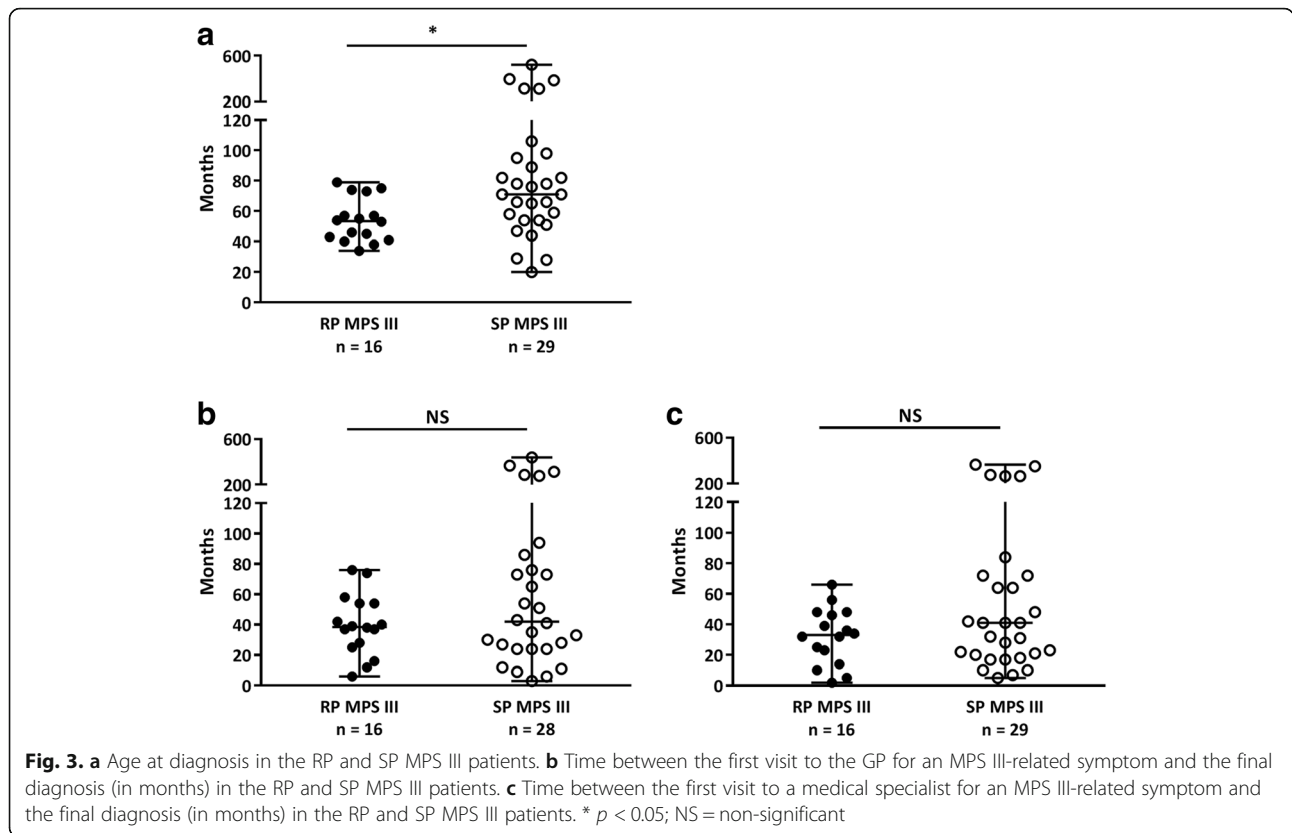 a
*
600
200
120
100
80
60
40
20
0
Months
RP MPS III
n = 16
SP MPS III
n = 29
b
NS
600
200
120
100
80
60
40
20
0
Months
RP MPS III
n = 16
SP MPS III
n = 28
c
NS
600
200
120
100
80
60
40
20
0
Months
RP MPS III
n = 16
SP MPS III
n = 29
Fig. 3. a Age at diagnosis in the RP and SP MPS III patients. b Time between the first visit to the GP for an MPS III-related symptom and the final
diagnosis (in months) in the RP and SP MPS III patients. c Time between the first visit to a medical specialist for an MPS III-related symptom and
the final diagnosis (in months) in the RP and SP MPS III patients. * p < 0.05; NS = non-significant